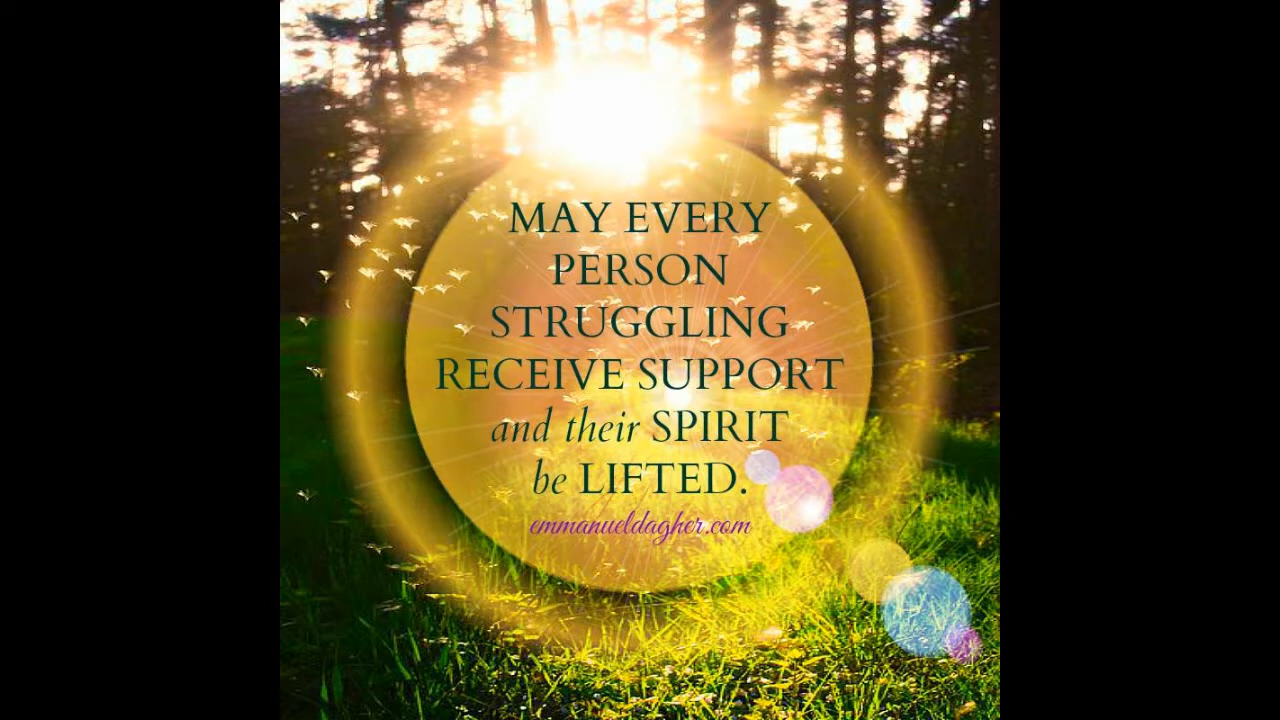 MAY EVERY
PERSON
STRUGGLING
RECEIVE SUPPORT
and their SPIRIT
be LIFTED.
emmanueldagher.com